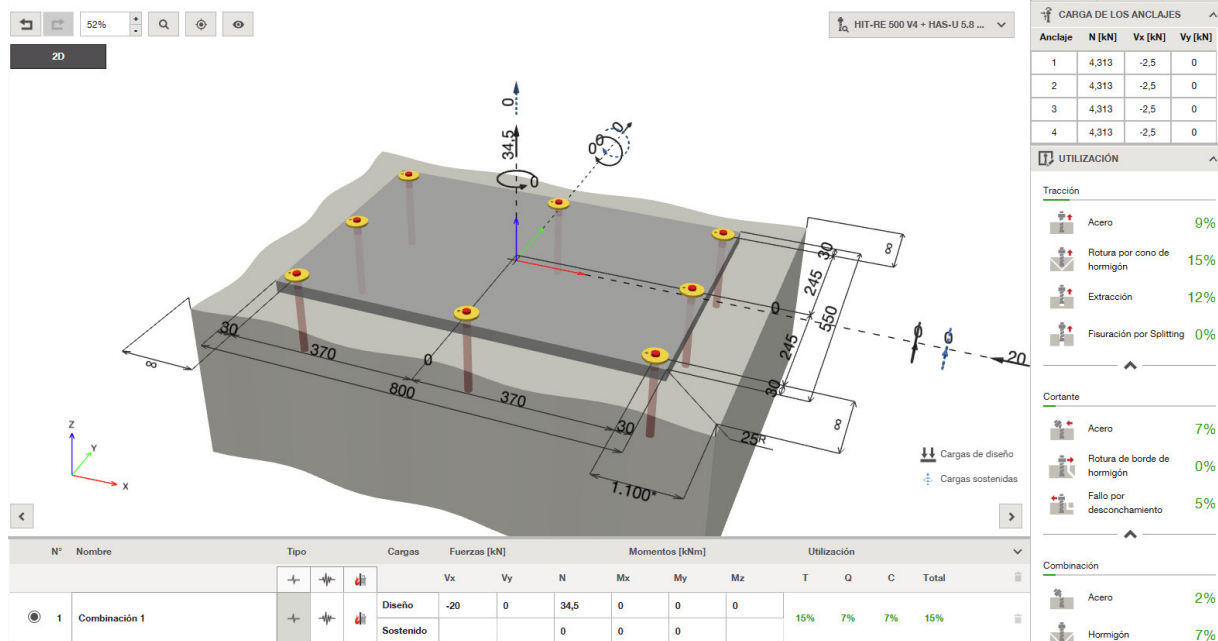 52%
+
-
HIT-RE 500 V4 + HAS-U 5.8 ...
2D
0
34,5
0
0
0
0
30
245
550
245
30
∞
0
0
0
20
30
370
0
800
370
30
∞
∞
25R
1.100*
Z
Y
X
Cargas de diseño
Cargas sostenidas
CARGA DE LOS ANCLAJES
Anclaje N [kN] Vx [kN] Vy [kN]
1 4,313 -2,5 0
2 4,313 -2,5 0
3 4,313 -2,5 0
4 4,313 -2,5 0
UTILIZACIÓN
Tracción
Acero 9%
Rotura por cono de
hormigón 15%
Extracción 12%
Fisuración por Splitting 0%
Cortante
Acero 7%
Rotura de borde de
hormigón 0%
Fallo por
desconchamiento 5%
Combinación
Acero 2%
Hormigón 7%
N° Nombre Tipo Cargas Fuerzas [kN] Momentos [kNm] Utilización
Vx Vy N Mx My Mz T Q C Total
1 Combinación 1 Diseño -20 0 34,5 0 0 0 15% 7% 7% 15%
Sostenido 0 0 0